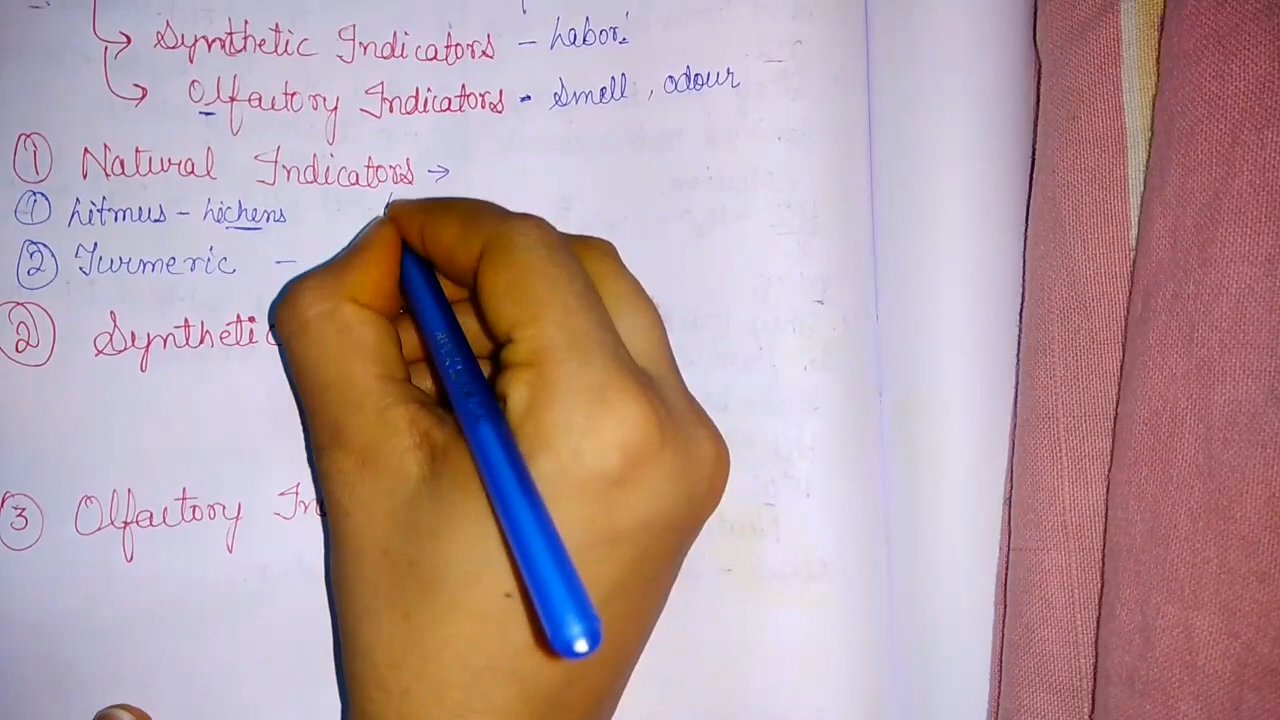 → Synthetic Indicators - Labor.
→ Olfactory Indicators - Smell, odour
① Natural Indicators →
① Litmus - Lichens
② Turmeric -
② Synthetic
③ Olfactory In